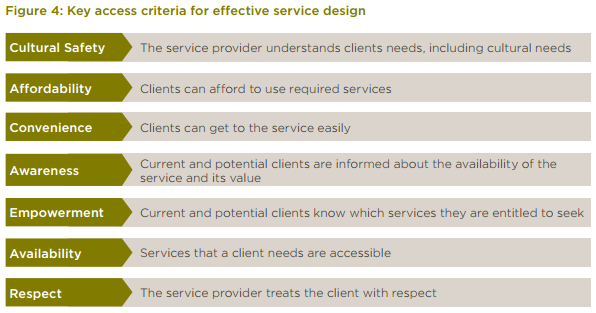 Figure 4: Key access criteria for effective service design
Cultural Safety The service provider understands clients needs, including cultural needs
Affordability Clients can afford to use required services
Convenience Clients can get to the service easily
Awareness Current and potential clients are informed about the availability of the
service and its value
Empowerment Current and potential clients know which services they are entitled to seek
Availability Services that a client needs are accessible
Respect The service provider treats the client with respect